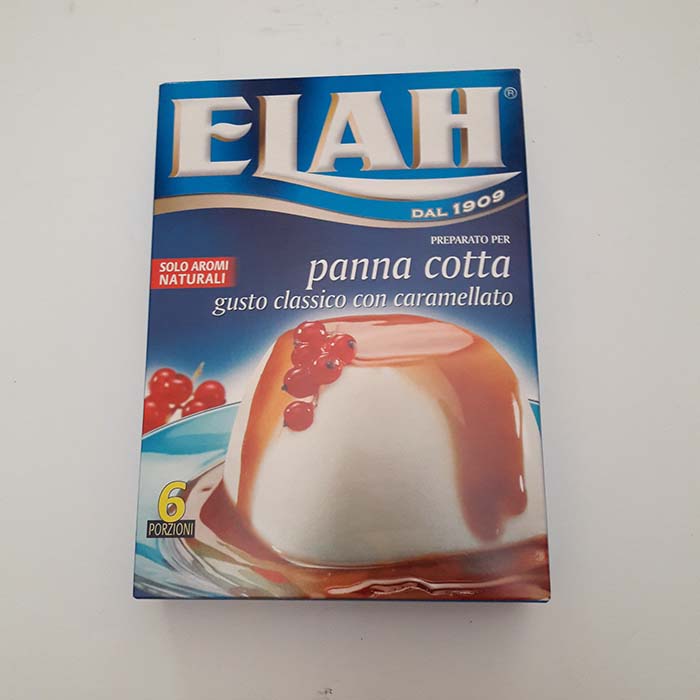 ELAH®
DAL 1909
PREPARATO PER
panna cotta
gusto classico con caramellato
SOLO AROMI
NATURALI
6
PORZIONI